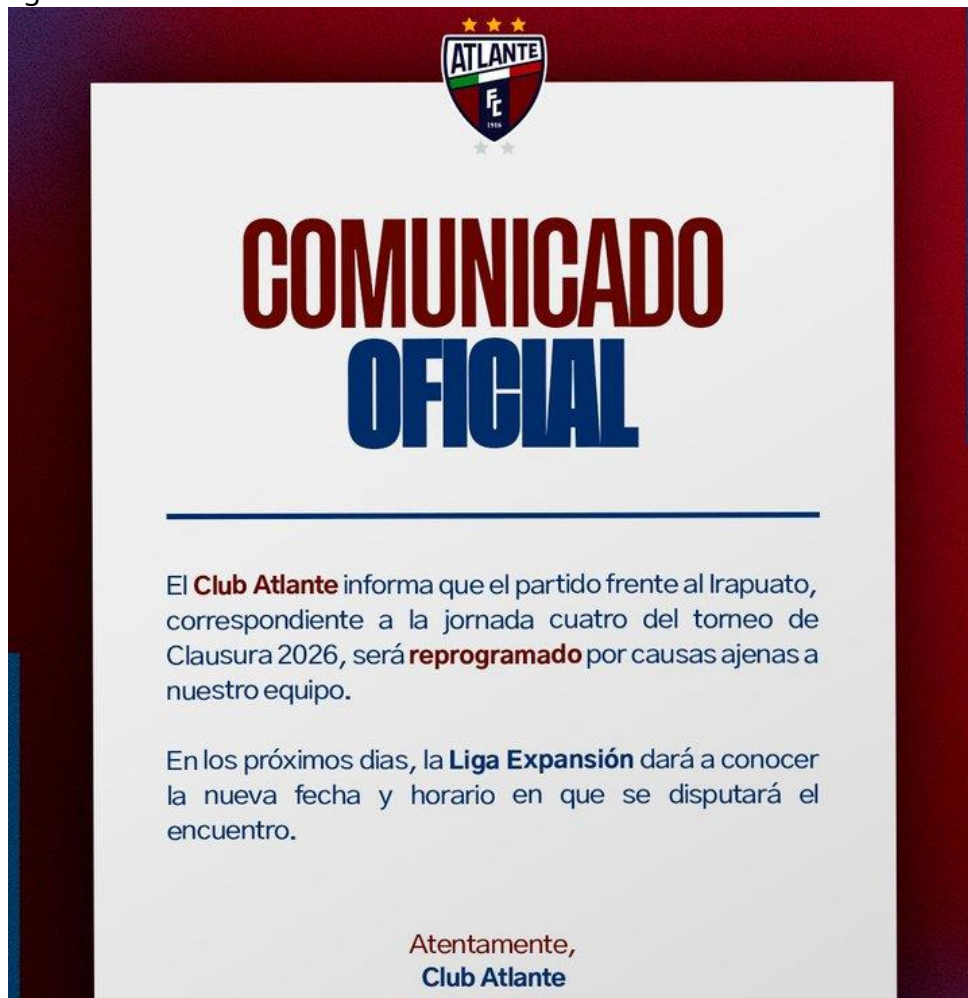 ATLANTE
FC
1916
COMUNICADO
OFICIAL
El Club Atlante informa que el partido frente al Irapuato,
correspondiente a la jornada cuatro del torneo de
Clausura 2026, será reprogramado por causas ajenas a
nuestro equipo.
En los próximos dias, la Liga Expansión dará a conocer
la nueva fecha y horario en que se disputará el
encuentro.
Atentamente,
Club Atlante